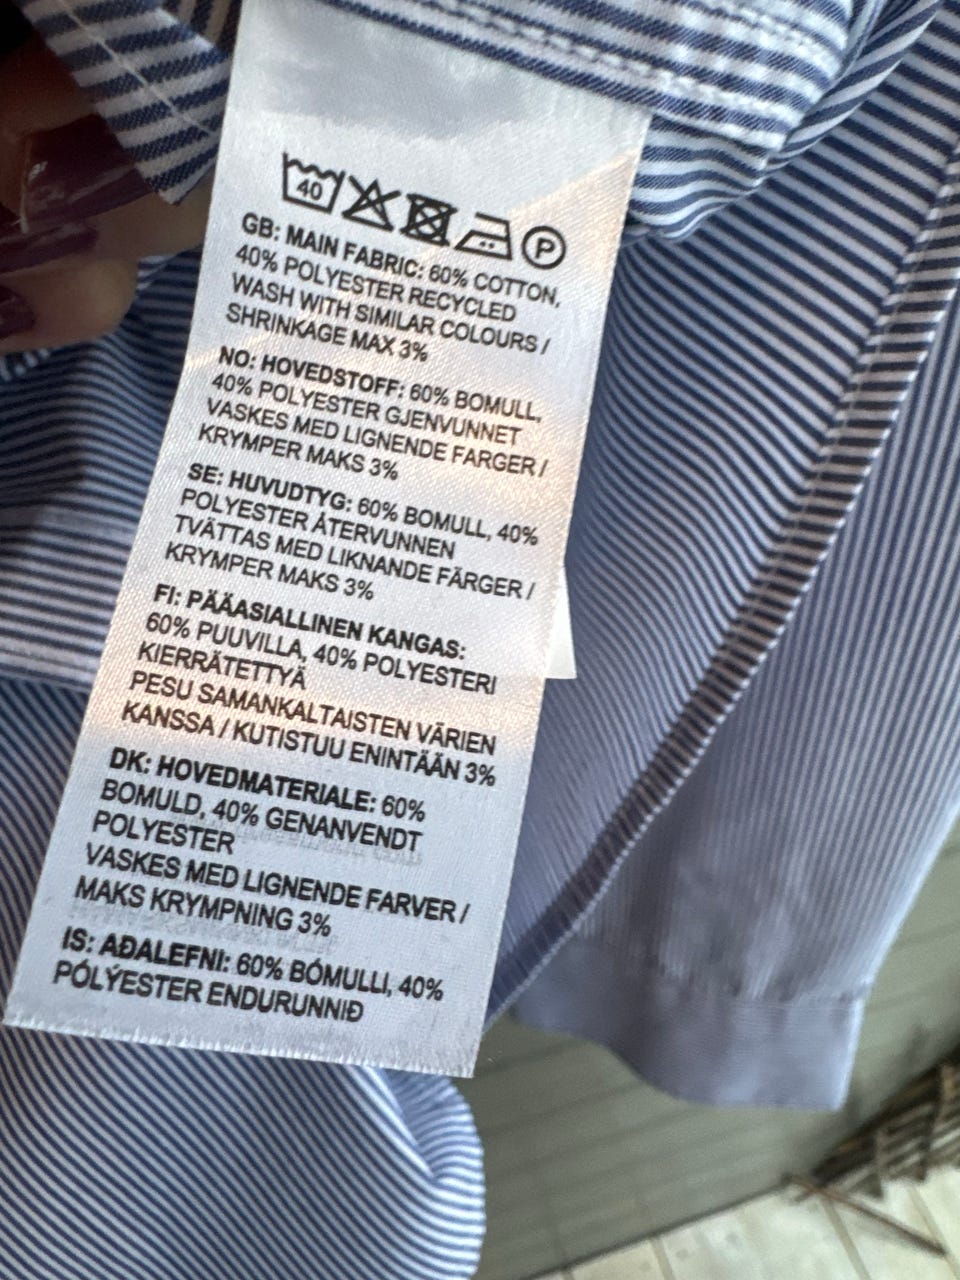 40 P
GB: MAIN FABRIC: 60% COTTON,
40% POLYESTER RECYCLED
WASH WITH SIMILAR COLOURS /
SHRINKAGE MAX 3%
NO: HOVEDSTOFF: 60% BOMULL,
40% POLYESTER GJENVUNNET
VASKES MED LIGNENDE FARGER /
KRYMPER MAKS 3%
SE: HUVUDTYG: 60% BOMULL, 40%
POLYESTER ÅTERVUNNEN
TVÄTTAS MED LIKNANDE FÄRGER /
KRYMPER MAKS 3%
FI: PÄÄASIALLINEN KANGAS:
60% PUUVILLA, 40% POLYESTERI
KIERRÄTETTYÄ
PESU SAMANKALTAISTEN VÄRIEN
KANSSA / KUTISTUU ENINTÄÄN 3%
DK: HOVEDMATERIALE: 60%
BOMULD, 40% GENANVENDT
POLYESTER
VASKES MED LIGNENDE FARVER /
MAKS KRYMPNING 3%
IS: AÐALEFNI: 60% BÓMULLI, 40%
PÓLÝESTER ENDURUNNIÐ